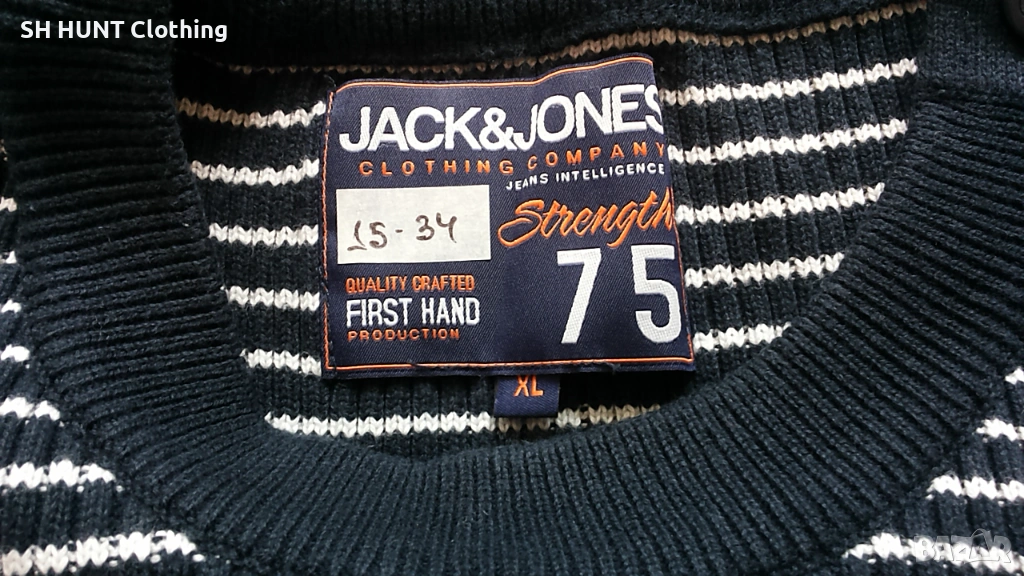 SH HUNT Clothing
JACK&JONES
CLOTHING COMPANY
JEANS INTELLIGENCE
15-34
Strength
QUALITY CRAFTED
FIRST HAND
PRODUCTION
75
XL
BAZAR